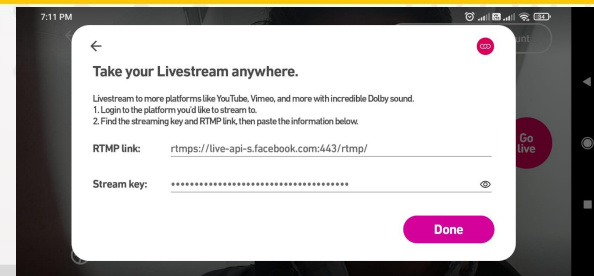 7:11 PM
34
unt
Take your Livestream anywhere.
Livestream to more platforms like YouTube, Vimeo, and more with incredible Dolby sound.
1. Login to the platform you'd like to stream to.
2. Find the streaming key and RTMP link, then paste the information below.
RTMP link: rtmps://live-api-s.facebook.com:443/rtmp/
Go
live
Stream key: •••••••••••••••••••••••••••••••••••••
Done